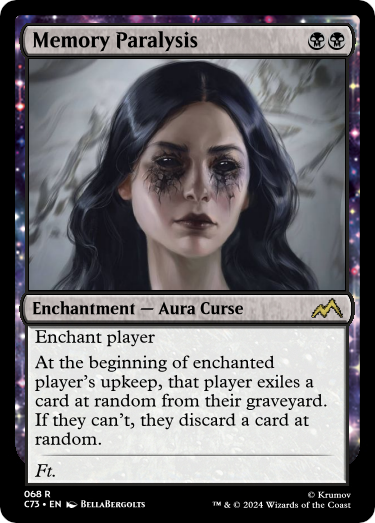 Memory Paralysis
Enchantment — Aura Curse
Enchant player
At the beginning of enchanted
player's upkeep, that player exiles a
card at random from their graveyard.
If they can't, they discard a card at
random.
Ft.
068 R
C73 • EN BellaBergolts
© Krumov
™ & © 2024 Wizards of the Coast